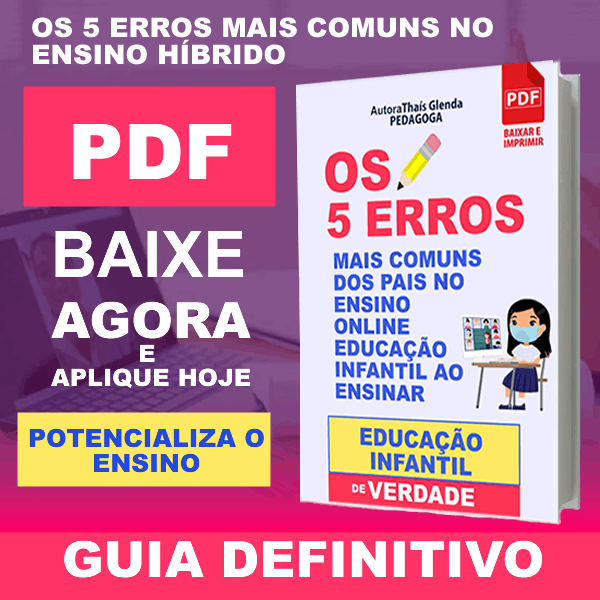 OS 5 ERROS MAIS COMUNS NO
ENSINO HÍBRIDO
PDF
BAIXE
AGORA
E
APLIQUE HOJE
POTENCIALIZA O
ENSINO
PDF
BAIXAR E
IMPRIMIR
AutoraThaís Glenda
PEDAGOGA
OS
5 ERROS
MAIS COMUNS
DOS PAIS NO
ENSINO
ONLINE
EDUCAÇÃO
INFANTIL AO
ENSINAR
EDUCAÇÃO
INFANTIL
DE VERDADE
GUIA DEFINITIVO